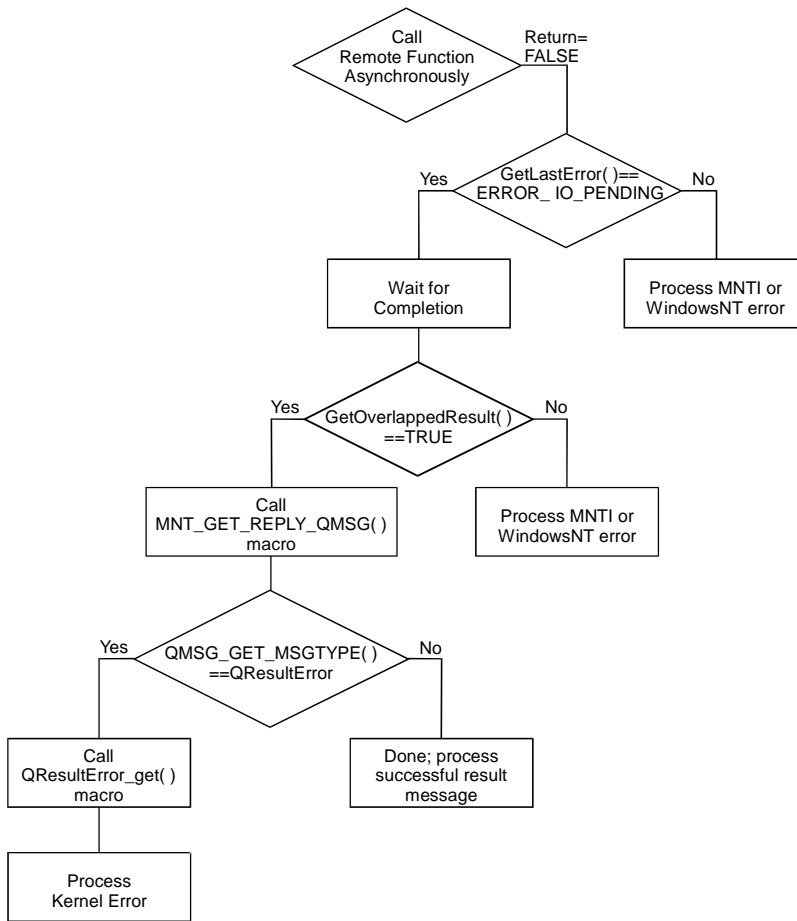 Call
Remote Function
Asynchronously
Return=
FALSE
GetLastError( )==
ERROR_ IO_PENDING
Yes
No
Wait for
Completion
Process MNTI or
WindowsNT error
Yes
GetOverlappedResult( )
==TRUE
No
Call
MNT_GET_REPLY_QMSG( )
macro
Process MNTI or
WindowsNT error
Yes
QMSG_GET_MSGTYPE( )
==QResultError
No
Call
QResultError_get( )
macro
Done; process
successful result
message
Process
Kernel Error